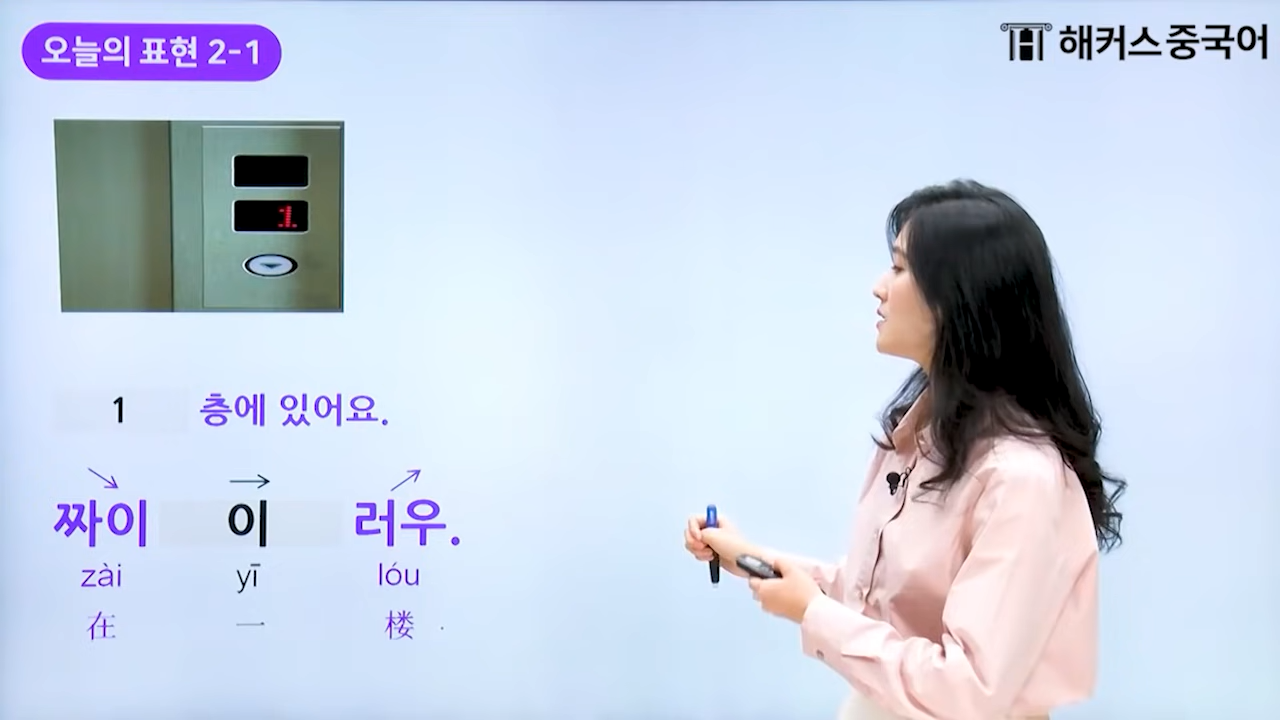 오늘의 표현 2-1
해커스중국어
1
1 층에 있어요.
짜이 이 러우.
zài yī lóu
在 一 楼 .